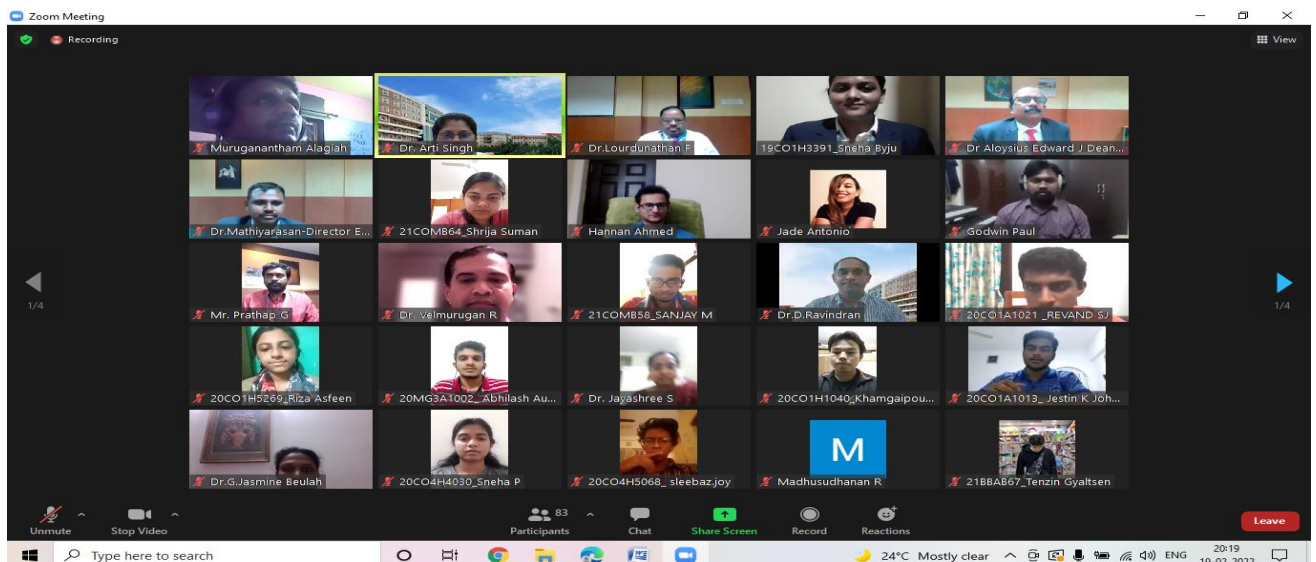 Zoom Meeting
Recording
View
Muruganantham Alagiah
Dr. Arti Singh
Dr.Lourdunathan F
19CO1H3391_Sneha Byju
Dr Aloysius Edward J Dean...
Dr.Mathiyarasan-Director E...
21COMB64_Shrija Suman
Hannan Ahmed
Jade Antonio
Godwin Paul
1/4
1/4
Mr. Prathap G
Dr. Velmurugan R
21COMB58_SANJAY M
Dr.D.Ravindran
20CO1A1021 _REVAND SJ
20CO1H5269_Riza Asfeen
20MG3A1002_ Abhilash Au...
Dr. Jayashree S
20CO1H1040_Khamgaipou...
20CO1A1013_ Jestin K Joh...
M
Dr.G.Jasmine Beulah
20CO4H4030_Sneha P
20CO4H5068_ sleebaz.joy
Madhusudhanan R
21BBAB67_Tenzin Gyaltsen
83
Unmute
Stop Video
Participants
Chat
Share Screen
Record
Reactions
Leave
Type here to search
24°C Mostly clear
ENG
20:19
19-02-2022